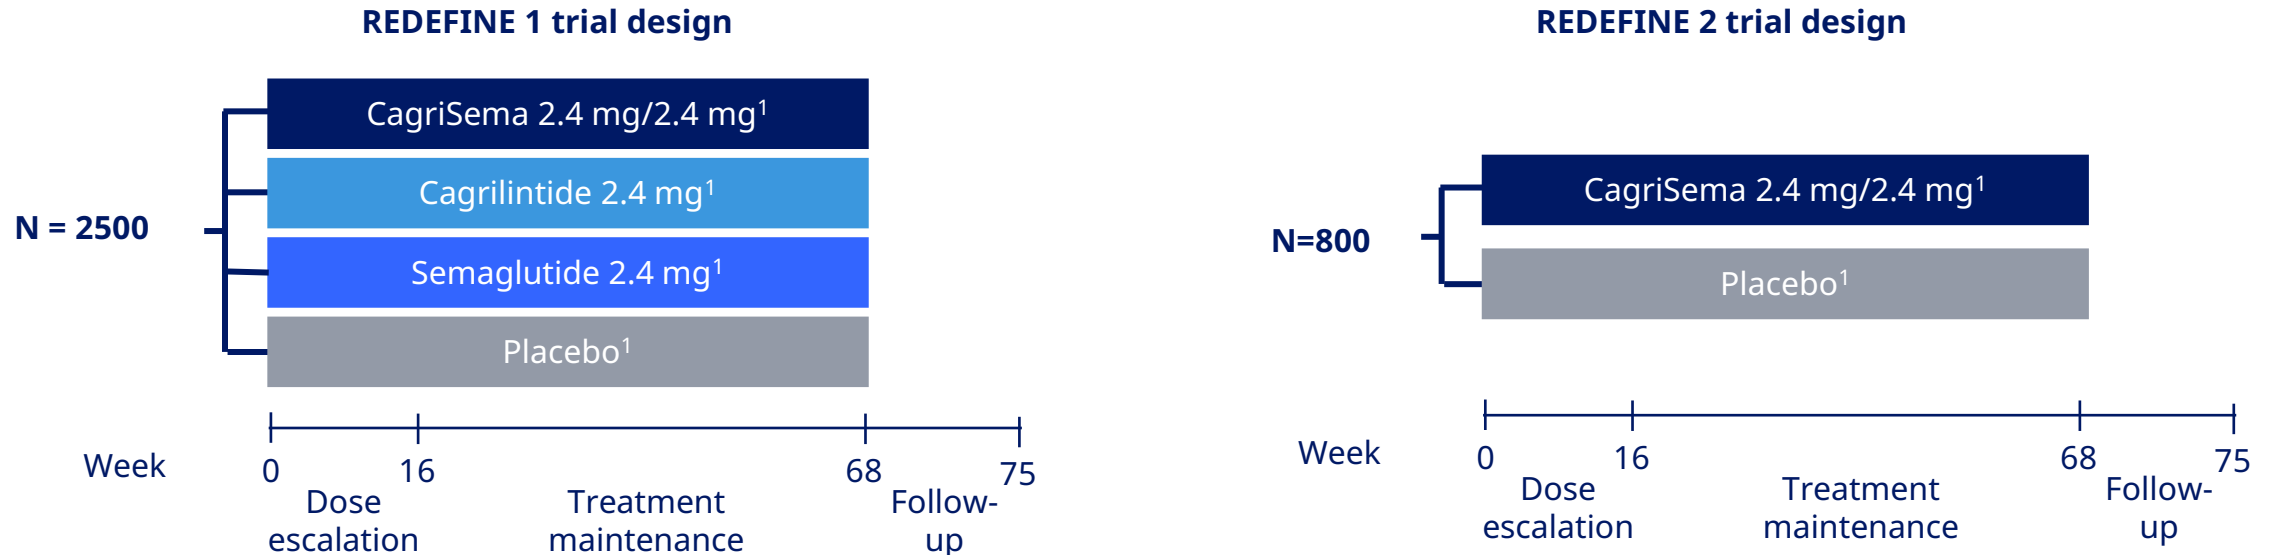 REDEFINE 1 trial design
CagriSema 2.4 mg/2.4 mg¹
Cagrilintide 2.4 mg¹
N = 2500
Semaglutide 2.4 mg¹
Placebo¹
Week
0 16 68 75
Dose escalation
Treatment maintenance
Follow-up
REDEFINE 2 trial design
CagriSema 2.4 mg/2.4 mg¹
N=800
Placebo¹
Week
0 16 68 75
Dose escalation
Treatment maintenance
Follow-up